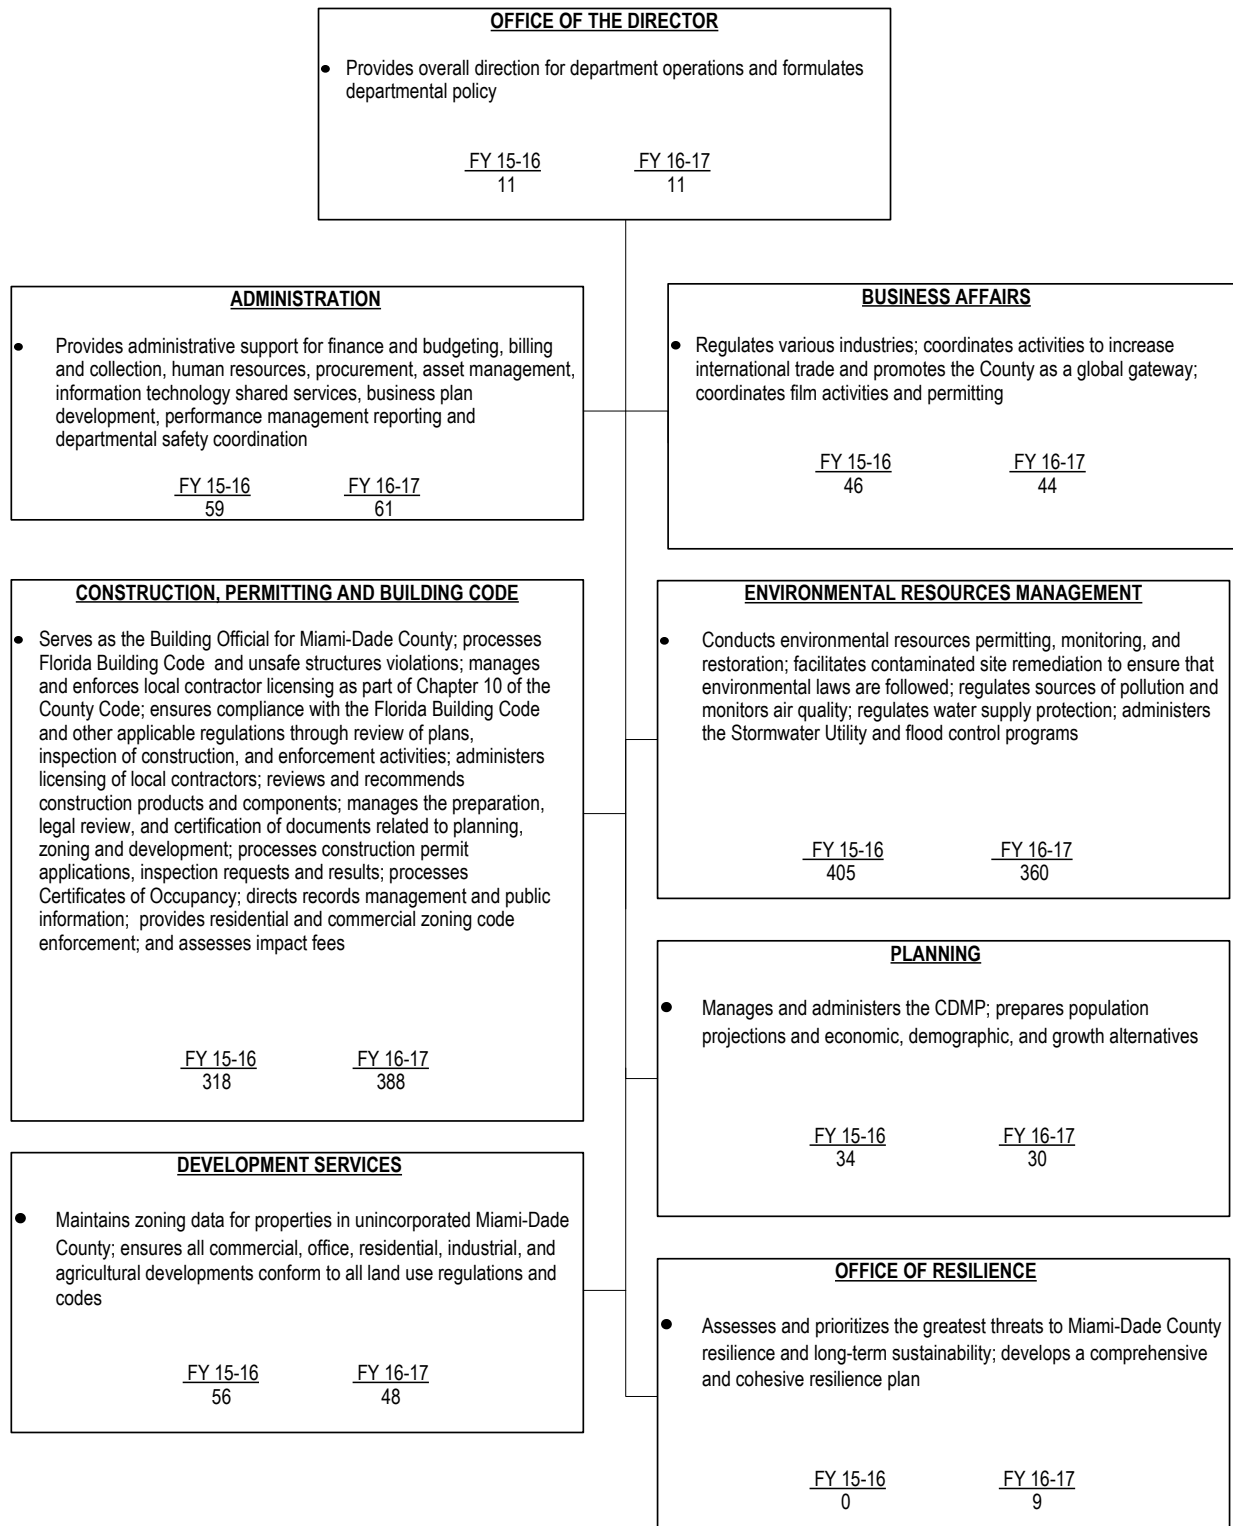 OFFICE OF THE DIRECTOR
• Provides overall direction for department operations and formulates
departmental policy
FY 15-16 FY 16-17
11 11
ADMINISTRATION
• Provides administrative support for finance and budgeting, billing
and collection, human resources, procurement, asset management,
information technology shared services, business plan
development, performance management reporting and
departmental safety coordination
FY 15-16 FY 16-17
59 61
BUSINESS AFFAIRS
• Regulates various industries; coordinates activities to increase
international trade and promotes the County as a global gateway;
coordinates film activities and permitting
FY 15-16 FY 16-17
46 44
CONSTRUCTION, PERMITTING AND BUILDING CODE
• Serves as the Building Official for Miami-Dade County; processes
Florida Building Code and unsafe structures violations; manages
and enforces local contractor licensing as part of Chapter 10 of the
County Code; ensures compliance with the Florida Building Code
and other applicable regulations through review of plans,
inspection of construction, and enforcement activities; administers
licensing of local contractors; reviews and recommends
construction products and components; manages the preparation,
legal review, and certification of documents related to planning,
zoning and development; processes construction permit
applications, inspection requests and results; processes
Certificates of Occupancy; directs records management and public
information; provides residential and commercial zoning code
enforcement; and assesses impact fees
FY 15-16 FY 16-17
318 388
ENVIRONMENTAL RESOURCES MANAGEMENT
• Conducts environmental resources permitting, monitoring, and
restoration; facilitates contaminated site remediation to ensure that
environmental laws are followed; regulates sources of pollution and
monitors air quality; regulates water supply protection; administers
the Stormwater Utility and flood control programs
FY 15-16 FY 16-17
405 360
PLANNING
• Manages and administers the CDMP; prepares population
projections and economic, demographic, and growth alternatives
FY 15-16 FY 16-17
34 30
DEVELOPMENT SERVICES
• Maintains zoning data for properties in unincorporated Miami-Dade
County; ensures all commercial, office, residential, industrial, and
agricultural developments conform to all land use regulations and
codes
FY 15-16 FY 16-17
56 48
OFFICE OF RESILIENCE
• Assesses and prioritizes the greatest threats to Miami-Dade County
resilience and long-term sustainability; develops a comprehensive
and cohesive resilience plan
FY 15-16 FY 16-17
0 9